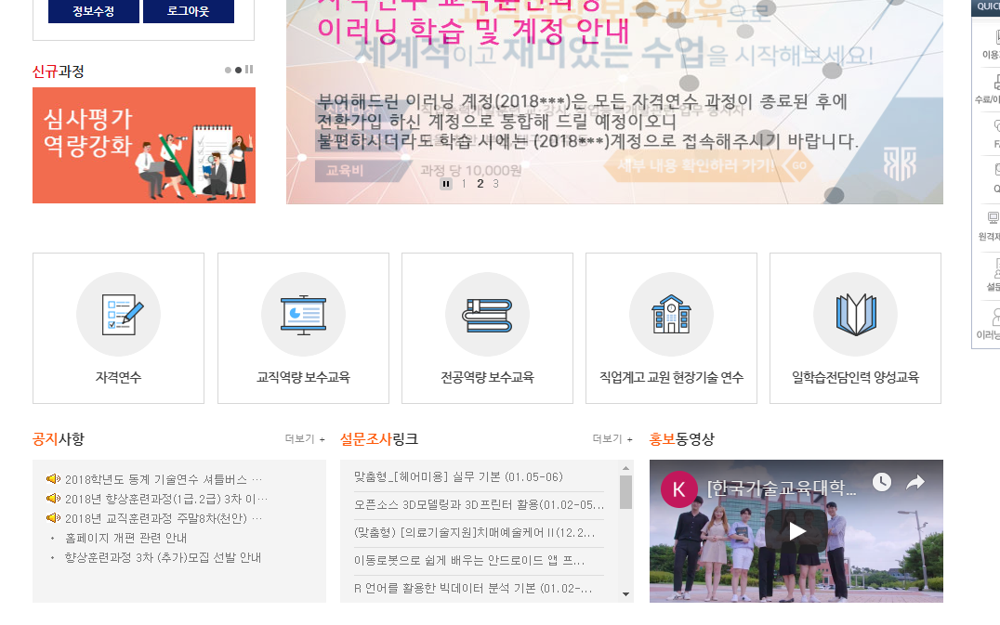 정보수정
로그아웃
신규과정
심사평가
역량강화
이러닝 학습 및 계정 안내
체계적이고 재미있는 수업을 시작해보세요!
부여해드린 이러닝 계정(2018***)은 모든 자격연수 과정이 종료된 후에
전환가입 하신 계정으로 통합해 드릴 예정이오니
불편하시더라도 학습 시에는 (2018***)계정으로 접속해주시기 바랍니다.
교육비
과정 당 10,000원
세부 내용 확인하러 가기!
GO
1 2 3
자격연수
교직역량 보수교육
전공역량 보수교육
직업계고 교원 현장기술 연수
일학습전담인력 양성교육
공지사항
더보기 +
2018학년도 동계 기술연수 셔틀버스 …
2018년 향상훈련과정(1급,2급) 3차 이…
2018년 교직훈련과정 주말8차(천안) …
홈페이지 개편 관련 안내
향상훈련과정 3차 (추가)모집 선발 안내
설문조사링크
더보기 +
맞춤형_[헤어미용] 실무 기본 (01.05-06)
오픈소스 3D모델링과 3D프린터 활용(01.02-05...
(맞춤형) [의료기술지원]치매예술케어Ⅱ(12.2...
이동로봇으로 쉽게 배우는 안드로이드 앱 프...
R 언어를 활용한 빅데이터 분석 기본 (01.02-...
홍보동영상
K
[한국기술교육대학...